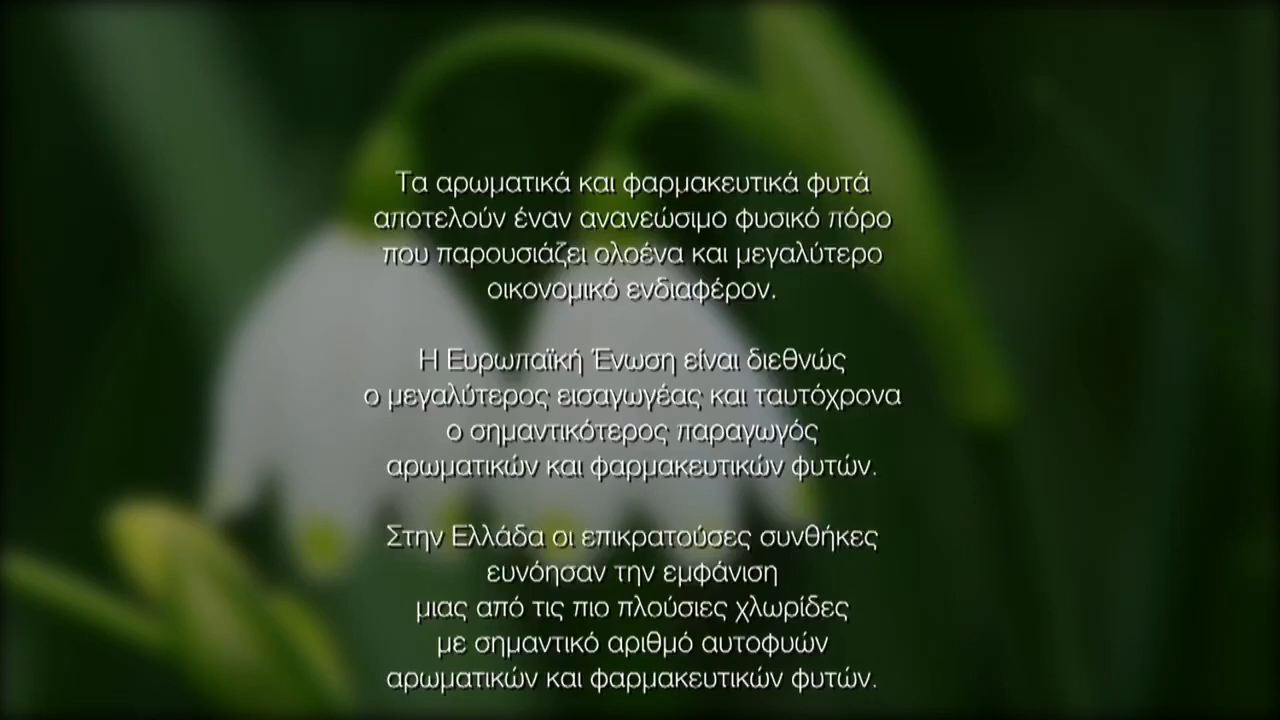 Τα αρωματικά και φαρμακευτικά φυτά
αποτελούν έναν ανανεώσιμο φυσικό πόρο
που παρουσιάζει ολοένα και μεγαλύτερο
οικονομικό ενδιαφέρον.
Η Ευρωπαϊκή Ένωση είναι διεθνώς
ο μεγαλύτερος εισαγωγέας και ταυτόχρονα
ο σημαντικότερος παραγωγός
αρωματικών και φαρμακευτικών φυτών.
Στην Ελλάδα οι επικρατούσες συνθήκες
ευνόησαν την εμφάνιση
μιας από τις πιο πλούσιες χλωρίδες
με σημαντικό αριθμό αυτοφυών
αρωματικών και φαρμακευτικών φυτών.